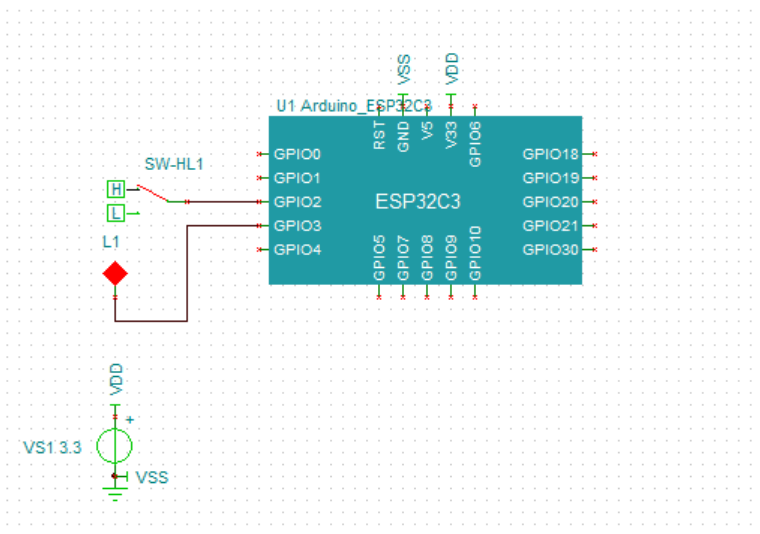 VSS
VDD
U1 Arduino_ESP32C3
RST
GND
V5
V33
GPIO6
SW-HL1
H
L
L1
GPIO0
GPIO1
GPIO2
GPIO3
GPIO4
ESP32C3
GPIO18
GPIO19
GPIO20
GPIO21
GPIO30
GPIO5
GPIO7
GPIO8
GPIO9
GPIO10
VDD
+
VS1 3.3
VSS